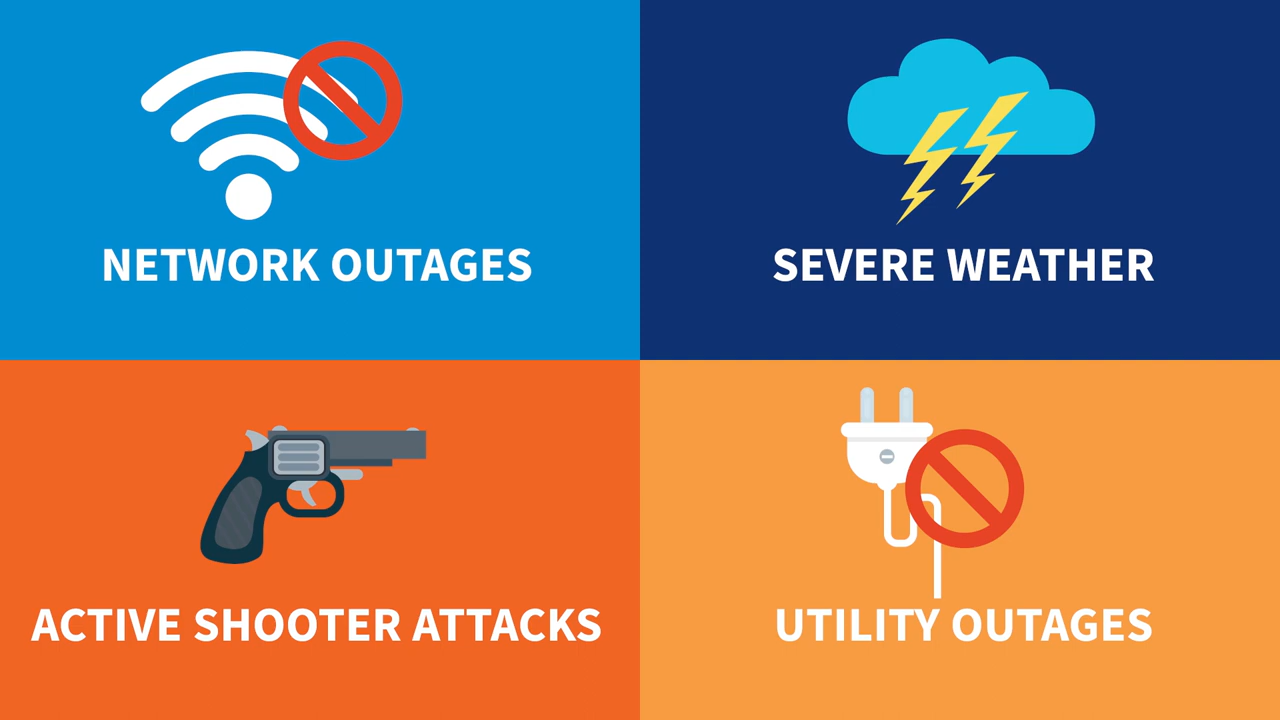 NETWORK OUTAGES
SEVERE WEATHER
ACTIVE SHOOTER ATTACKS
UTILITY OUTAGES